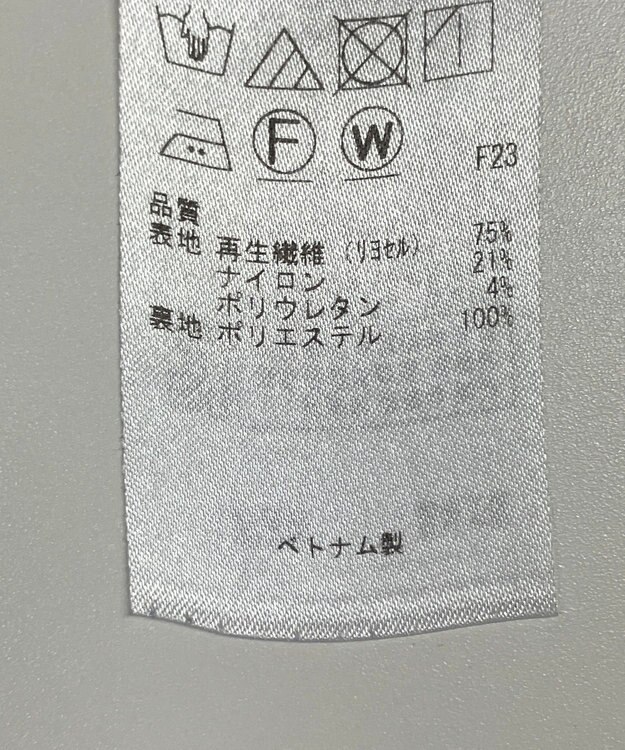 F W F23
品質
表地 再生繊維 (リヨセル) 75%
ナイロン 21%
ポリウレタン 4%
裏地 ポリエステル 100%
ベトナム製